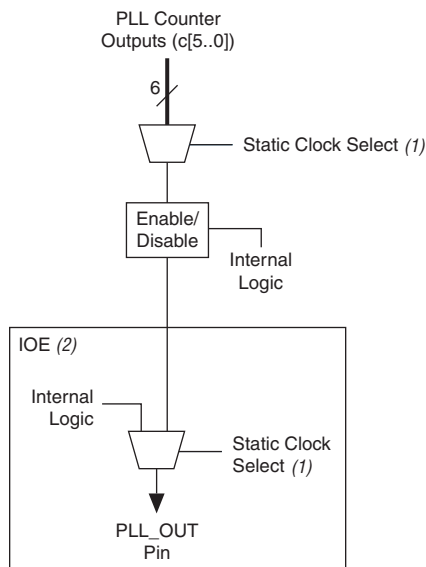 PLL Counter
Outputs (c[5..0])
6
Static Clock Select (1)
Enable/
Disable
Internal
Logic
IOE (2)
Internal
Logic
Static Clock
Select (1)
PLL_OUT
Pin